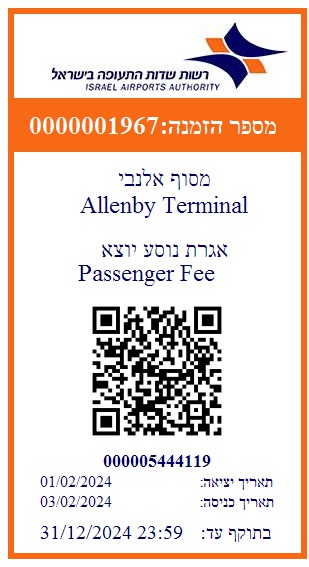 רשות שדות התעופה בישראל
ISRAEL AIRPORTS AUTHORITY
מספר הזמנה:0000001967
מסוף אלנבי
Allenby Terminal
אגרת נוסע יוצא
Passenger Fee
000005444119
תאריך יציאה: 01/02/2024
תאריך כניסה: 03/02/2024
בתוקף עד: 31/12/2024 23:59